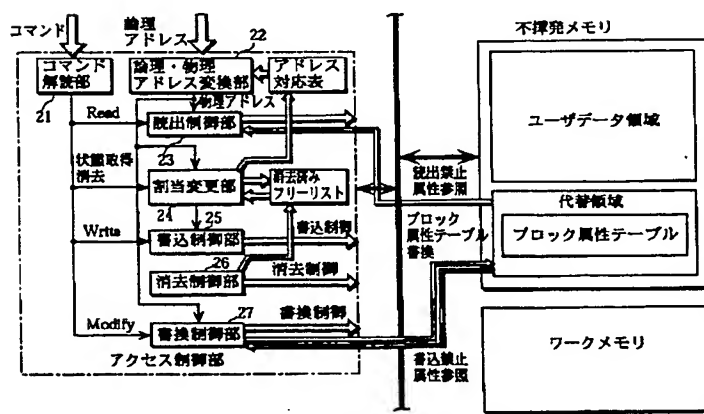 コマンド
論理
アドレス
22
コマンド
解読部
21
論理・物理
アドレス変換部
アドレス
対応表
物理アドレス
Read
読出制御部
23
状態取得
消去
割当変更部
24
消去済み
フリーリスト
25
Write
書込制御部
書込制御
26
消去制御部
消去制御
27
Modify
書換制御部
書換制御
アクセス制御部
読出禁止
属性参照
ブロック
属性テーブル
書換
書込禁止
属性参照
不揮発メモリ
ユーザデータ領域
代替領域
ブロック属性テーブル
ワークメモリ